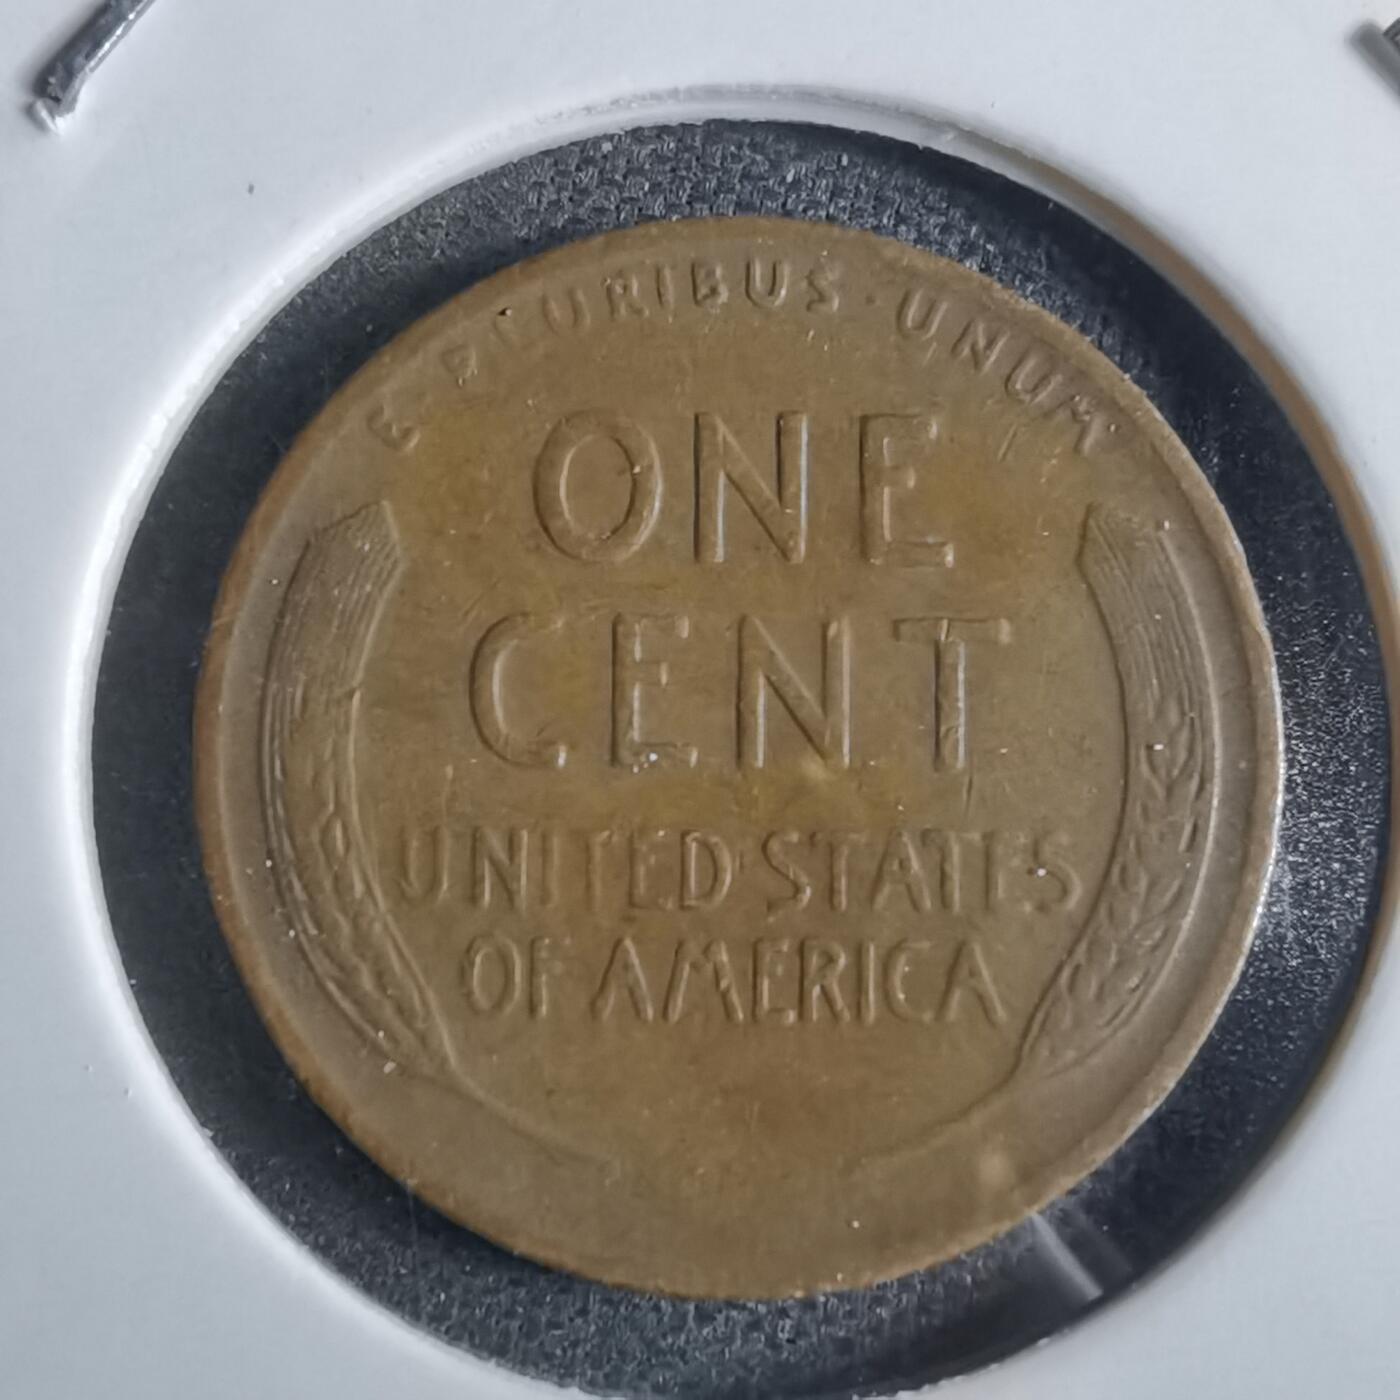 E · PLURIBUS · UNUM
ONE
CENT
UNITED STATES
OF AMERICA